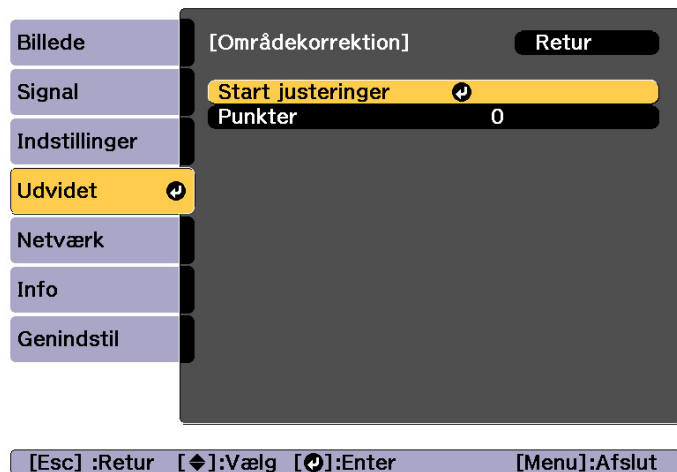 Billede
Signal
Indstillinger
Udvidet
Netværk
Info
Genindstil
[Områdekorrektion] Retur
Start justeringer
Punkter 0
[Esc] :Retur [◆]:Vælg [↵]:Enter [Menu]:Afslut